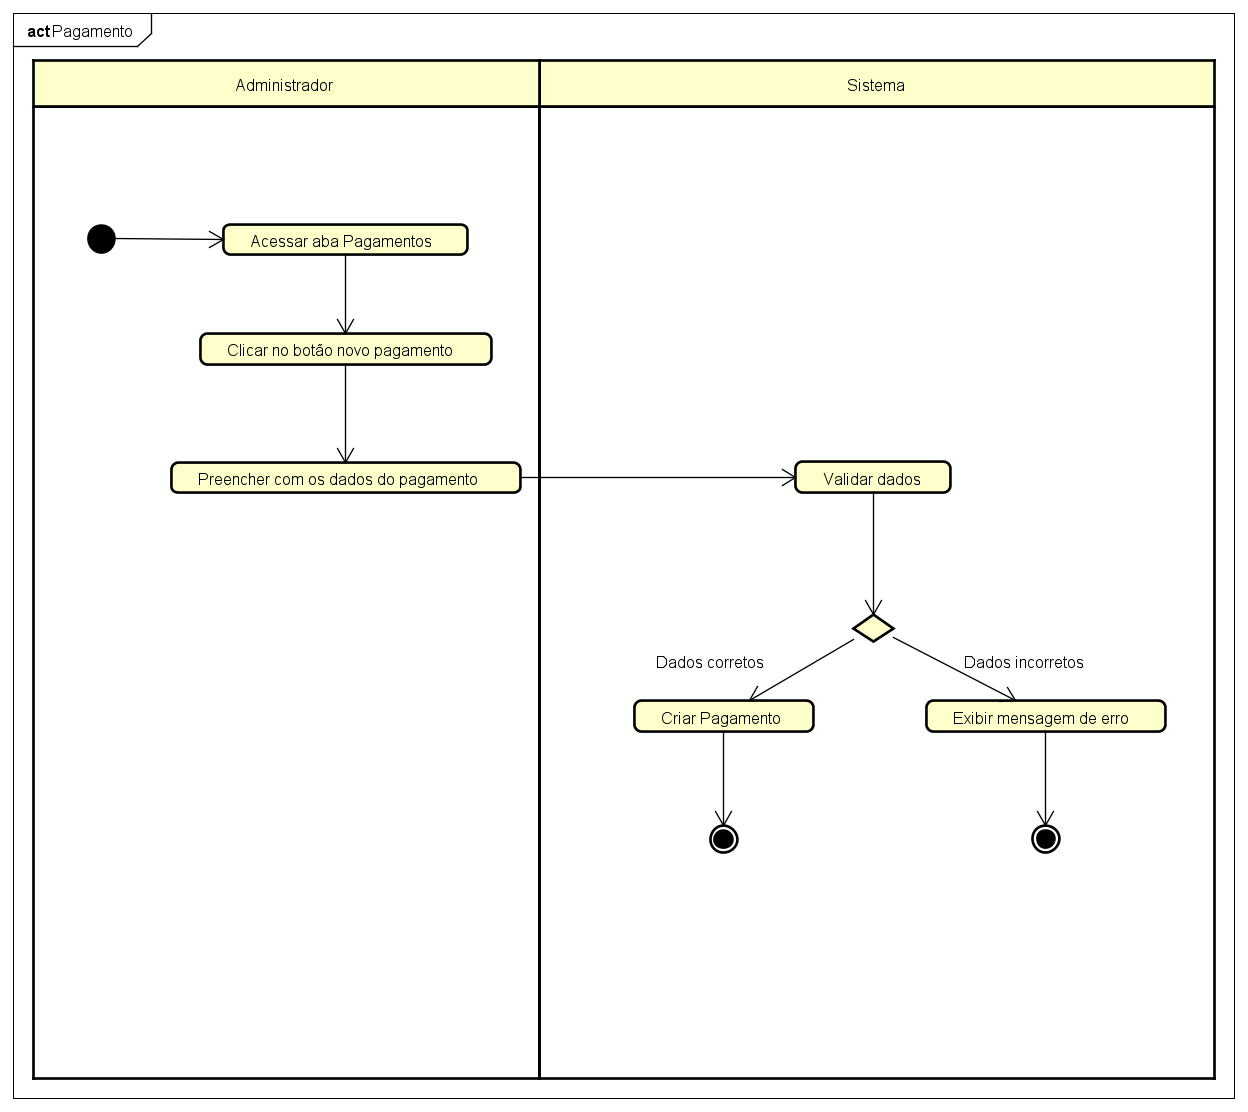 act Pagamento
Administrador
Sistema
Acessar aba Pagamentos
Clicar no botão novo pagamento
Preencher com os dados do pagamento
Validar dados
Dados corretos
Dados incorretos
Criar Pagamento
Exibir mensagem de erro